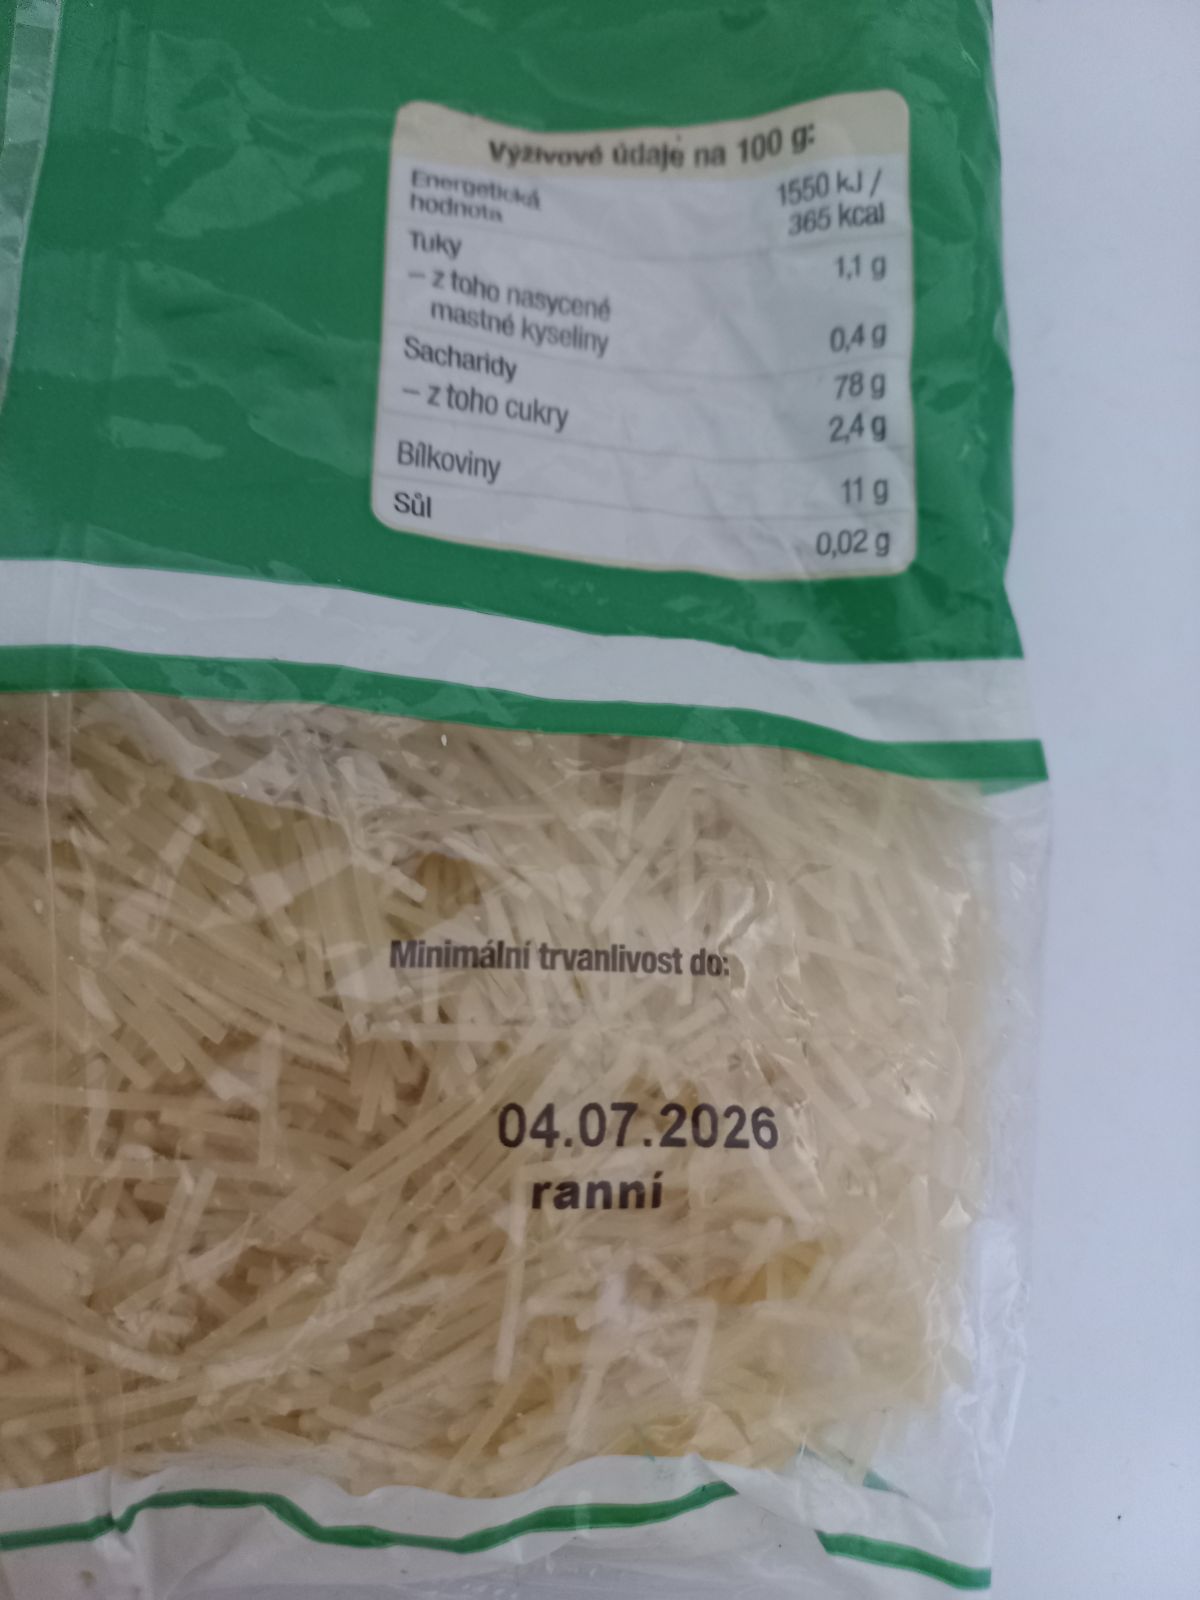 Výživové údaje na 100 g:
Energetická hodnota 1550 kJ / 365 kcal
Tuky 1,1 g
– z toho nasycené mastné kyseliny 0,4 g
Sacharidy 78 g
– z toho cukry 2,4 g
Bílkoviny 11 g
Sůl 0,02 g
Minimální trvanlivost do:
04.07.2026
ranní